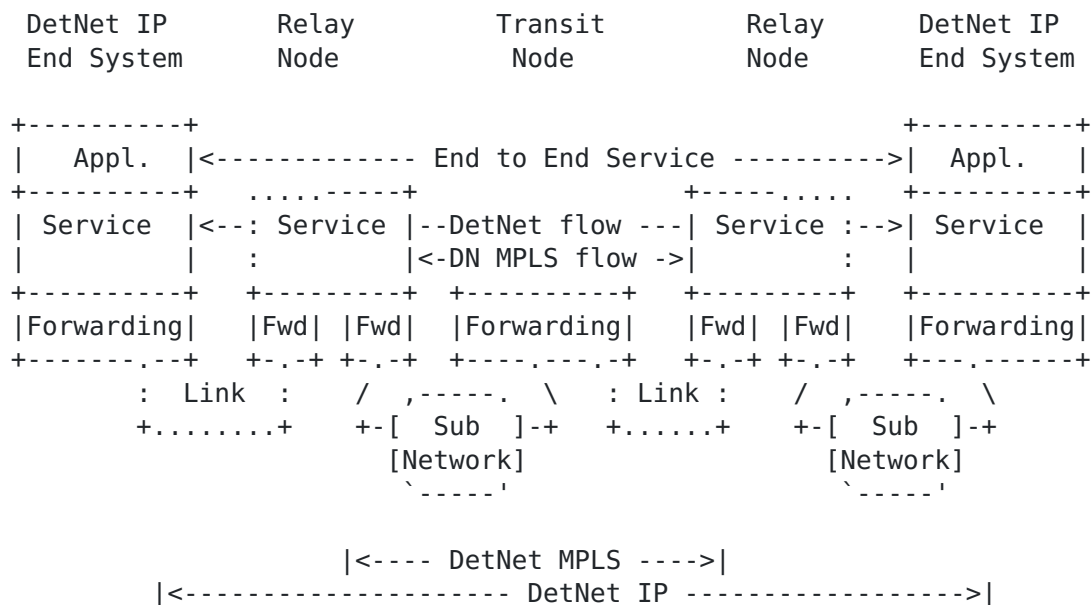 DetNet IP Relay Transit Relay DetNet IP
End System Node Node Node End System
Appl. <------------- End to End Service ----------> Appl.
Service <--: Service --DetNet flow --- Service :--> Service
<-DN MPLS flow ->
Forwarding Fwd Fwd Forwarding Fwd Fwd Forwarding
Link Sub Link Sub
Network Network
<---- DetNet MPLS ---->
<--------------------- DetNet IP ------------------>